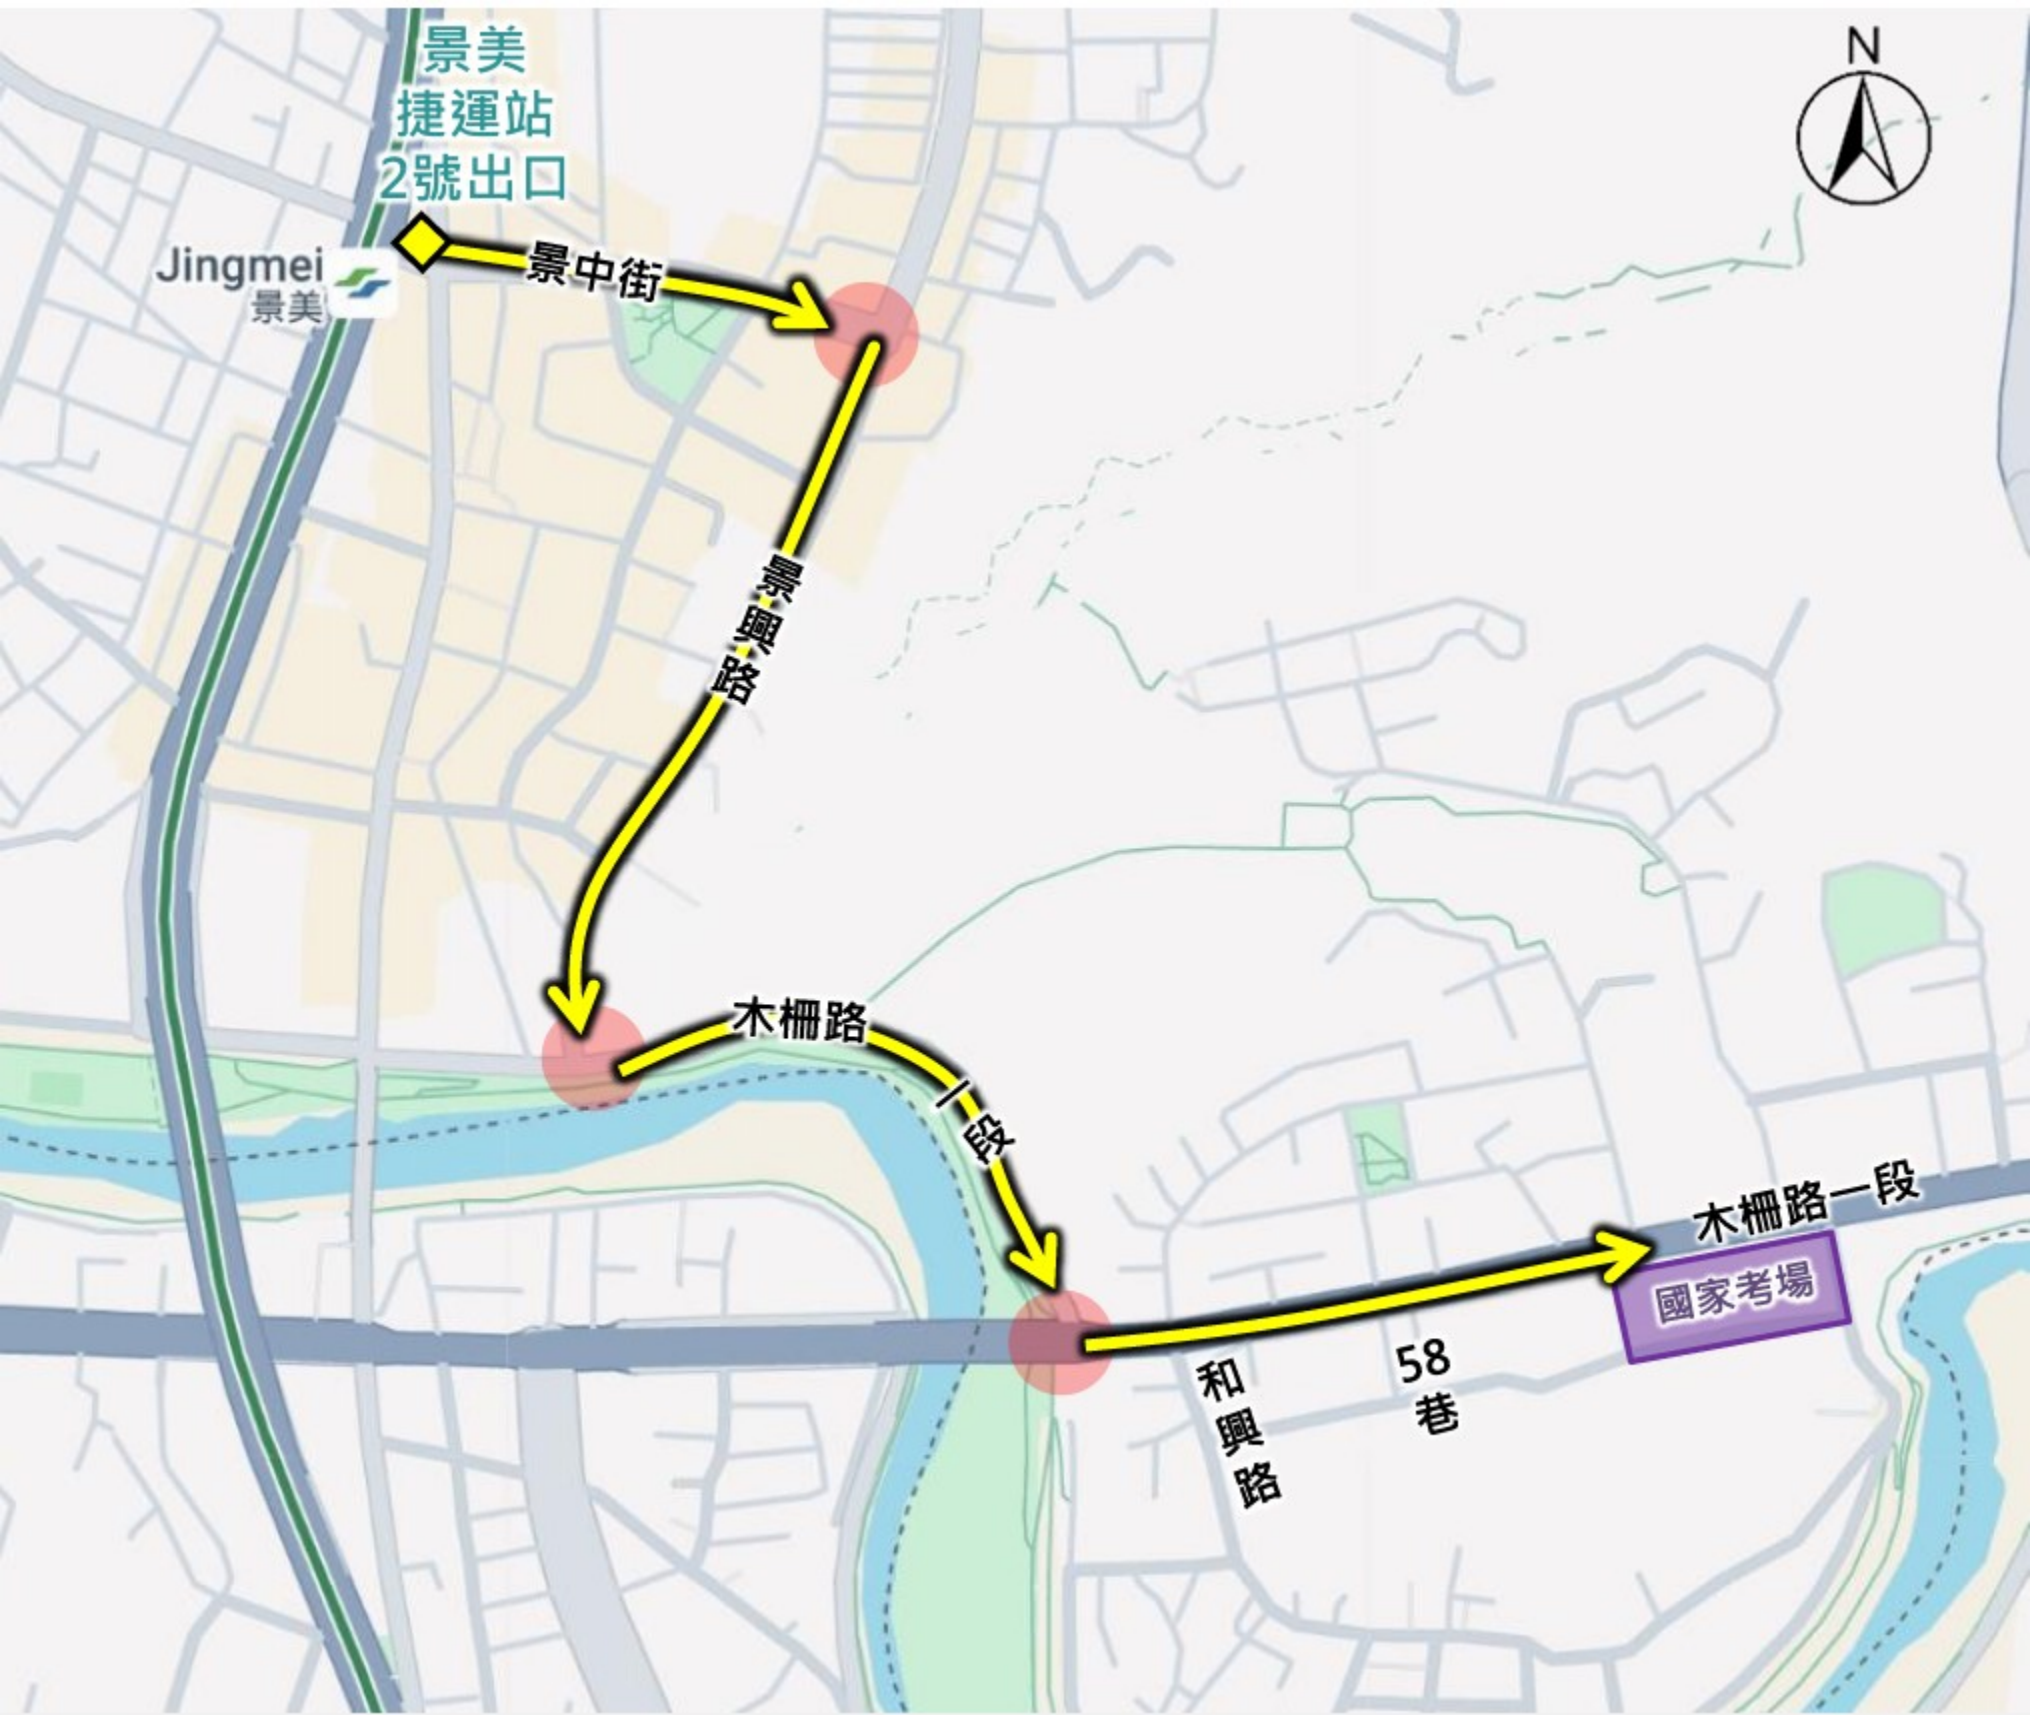 景美
捷運站
2號出口
N
Jingmei
景美
景中街
景興路
木柵路
一段
木柵路一段
國家考場
58
巷
和興路